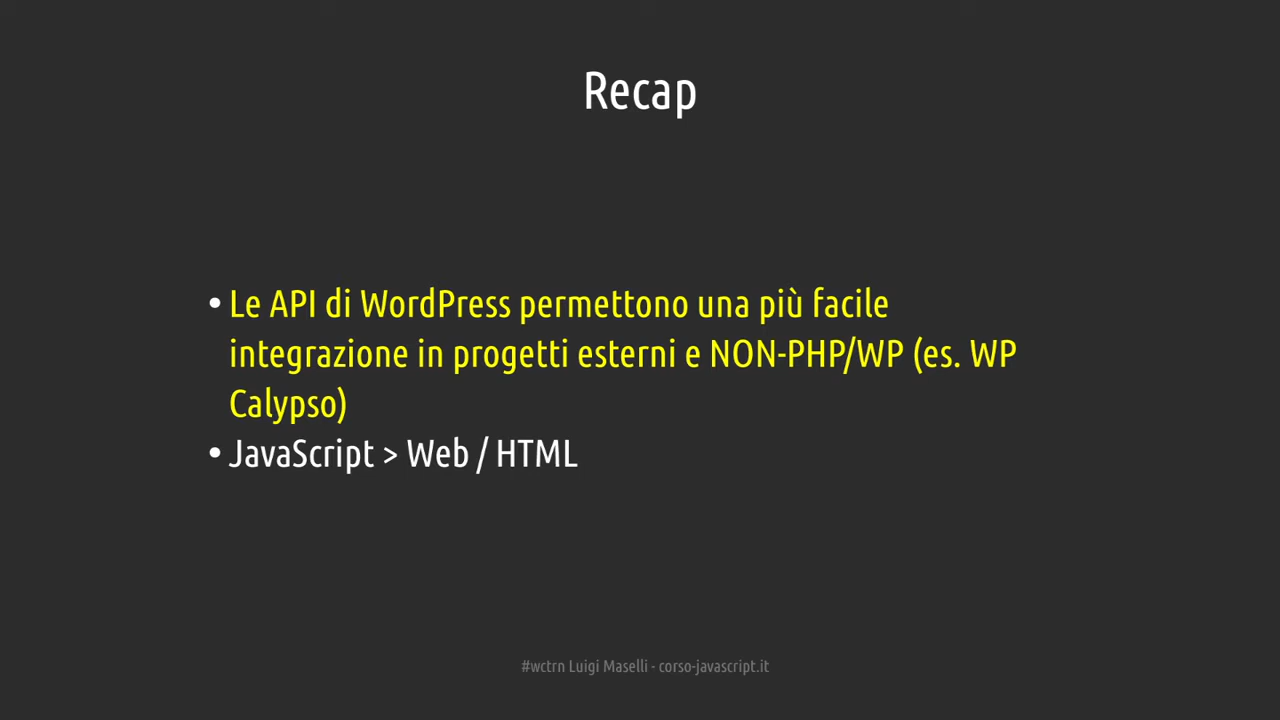 Recap
• Le API di WordPress permettono una più facile
integrazione in progetti esterni e NON-PHP/WP (es. WP
Calypso)
• JavaScript > Web / HTML
#wctrn Luigi Maselli - corso-javascript.it